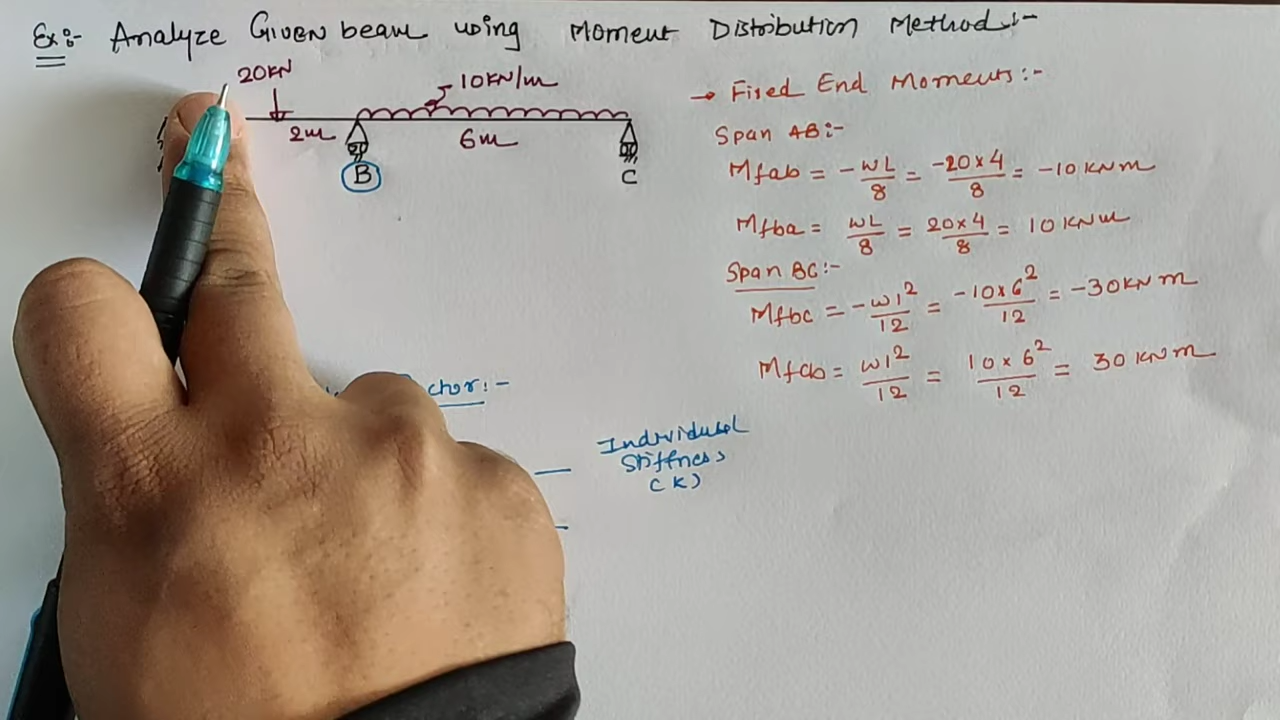 Ex:- Analyze Given beam using Moment Distribution Method:-
20KN
10KN/m
2m
6m
B
C
→ Fixed End Moments:-
Span AB:-
Mfab = -WL/8 = -20×4/8 = -10 KNm
Mfba = WL/8 = 20×4/8 = 10 KNm
Span BC:-
Mfbc = -wl²/12 = -10×6²/12 = -30 KNm
Mfcb = wl²/12 = 10×6²/12 = 30 KNm
ctor:-
Individual
Stiffness
(K)